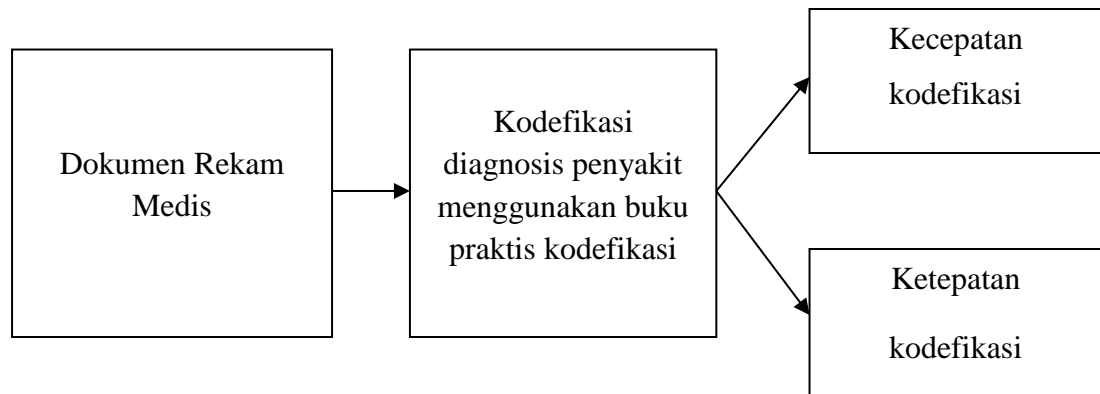 Dokumen Rekam
Medis
Kodefikasi
diagnosis penyakit
menggunakan buku
praktis kodefikasi
Kecepatan
kodefikasi
Ketepatan
kodefikasi